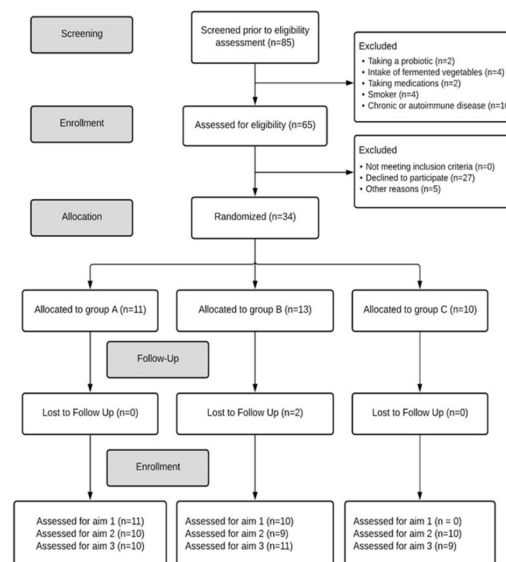 Screening
Screened prior to eligibility
assessment (n=85)
Excluded
• Taking a probiotic (n=2)
• Intake of fermented vegetables (n=4)
• Taking medications (n=2)
• Smoker (n=4)
• Chronic or autoimmune disease
Enrollment
Assessed for eligibility (n=65)
Excluded
• Not meeting inclusion criteria (n=0)
• Declined to participate (n=27)
• Other reasons (n=5)
Allocation
Randomized (n=34)
Allocated to group A (n=11)
Allocated to group B (n=13)
Allocated to group C (n=10)
Follow-Up
Lost to Follow Up (n=0)
Lost to Follow Up (n=2)
Lost to Follow Up (n=0)
Enrollment
Assessed for aim 1 (n=11)
Assessed for aim 2 (n=10)
Assessed for aim 3 (n=10)
Assessed for aim 1 (n=10)
Assessed for aim 2 (n=9)
Assessed for aim 3 (n=11)
Assessed for aim 1 (n = 0)
Assessed for aim 2 (n=10)
Assessed for aim 3 (n=9)